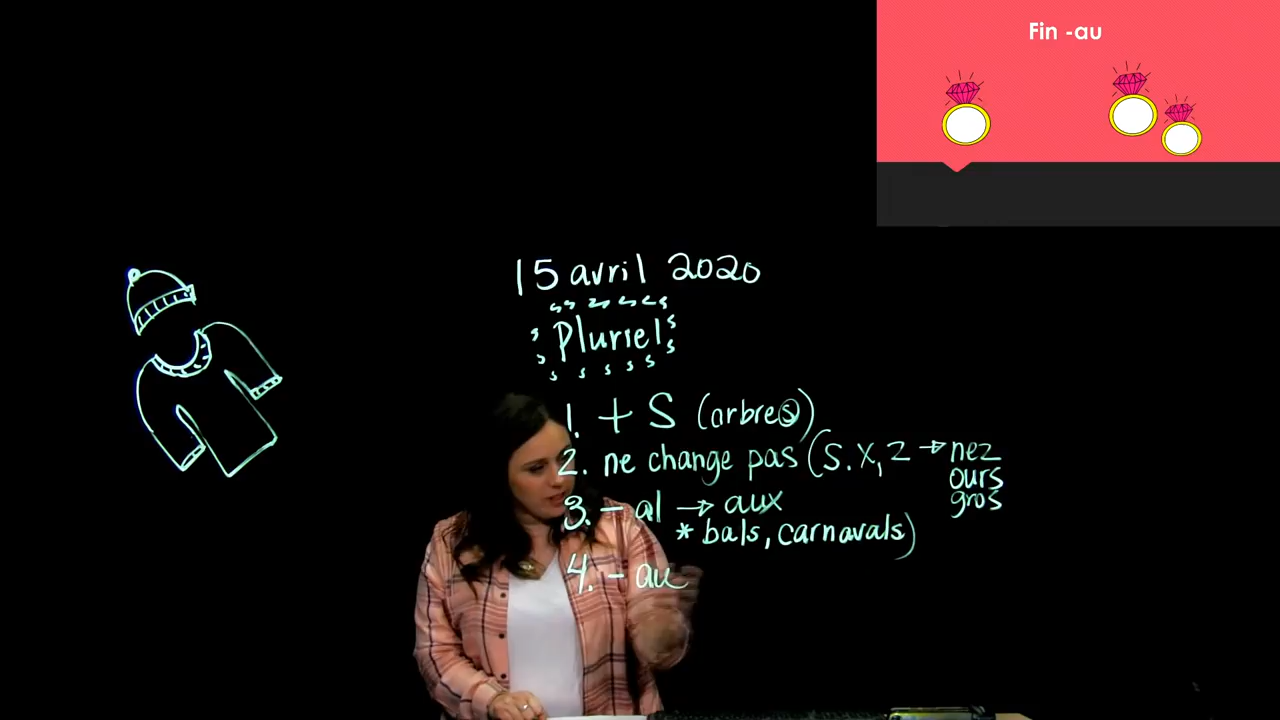 Fin -au
15 avril 2020
Pluriel
1. + S (arbres)
2. ne change pas (S. X, Z → nez
ours
gros
3. - al → aux
* bals, carnavals)
4. - au